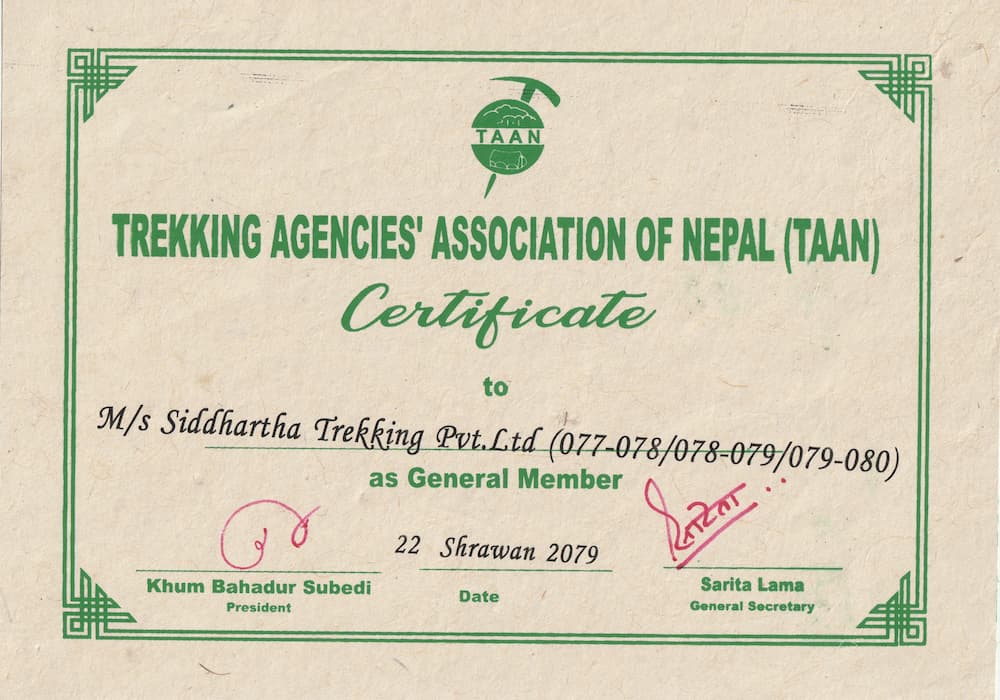 TAAN
TREKKING AGENCIES' ASSOCIATION OF NEPAL (TAAN)
Certificate
to
M/s Siddhartha Trekking Pvt.Ltd (077-078/078-079/079-080)
as General Member
सरिता
22 Shrawan 2079
Khum Bahadur Subedi
President
Date
Sarita Lama
General Secretary